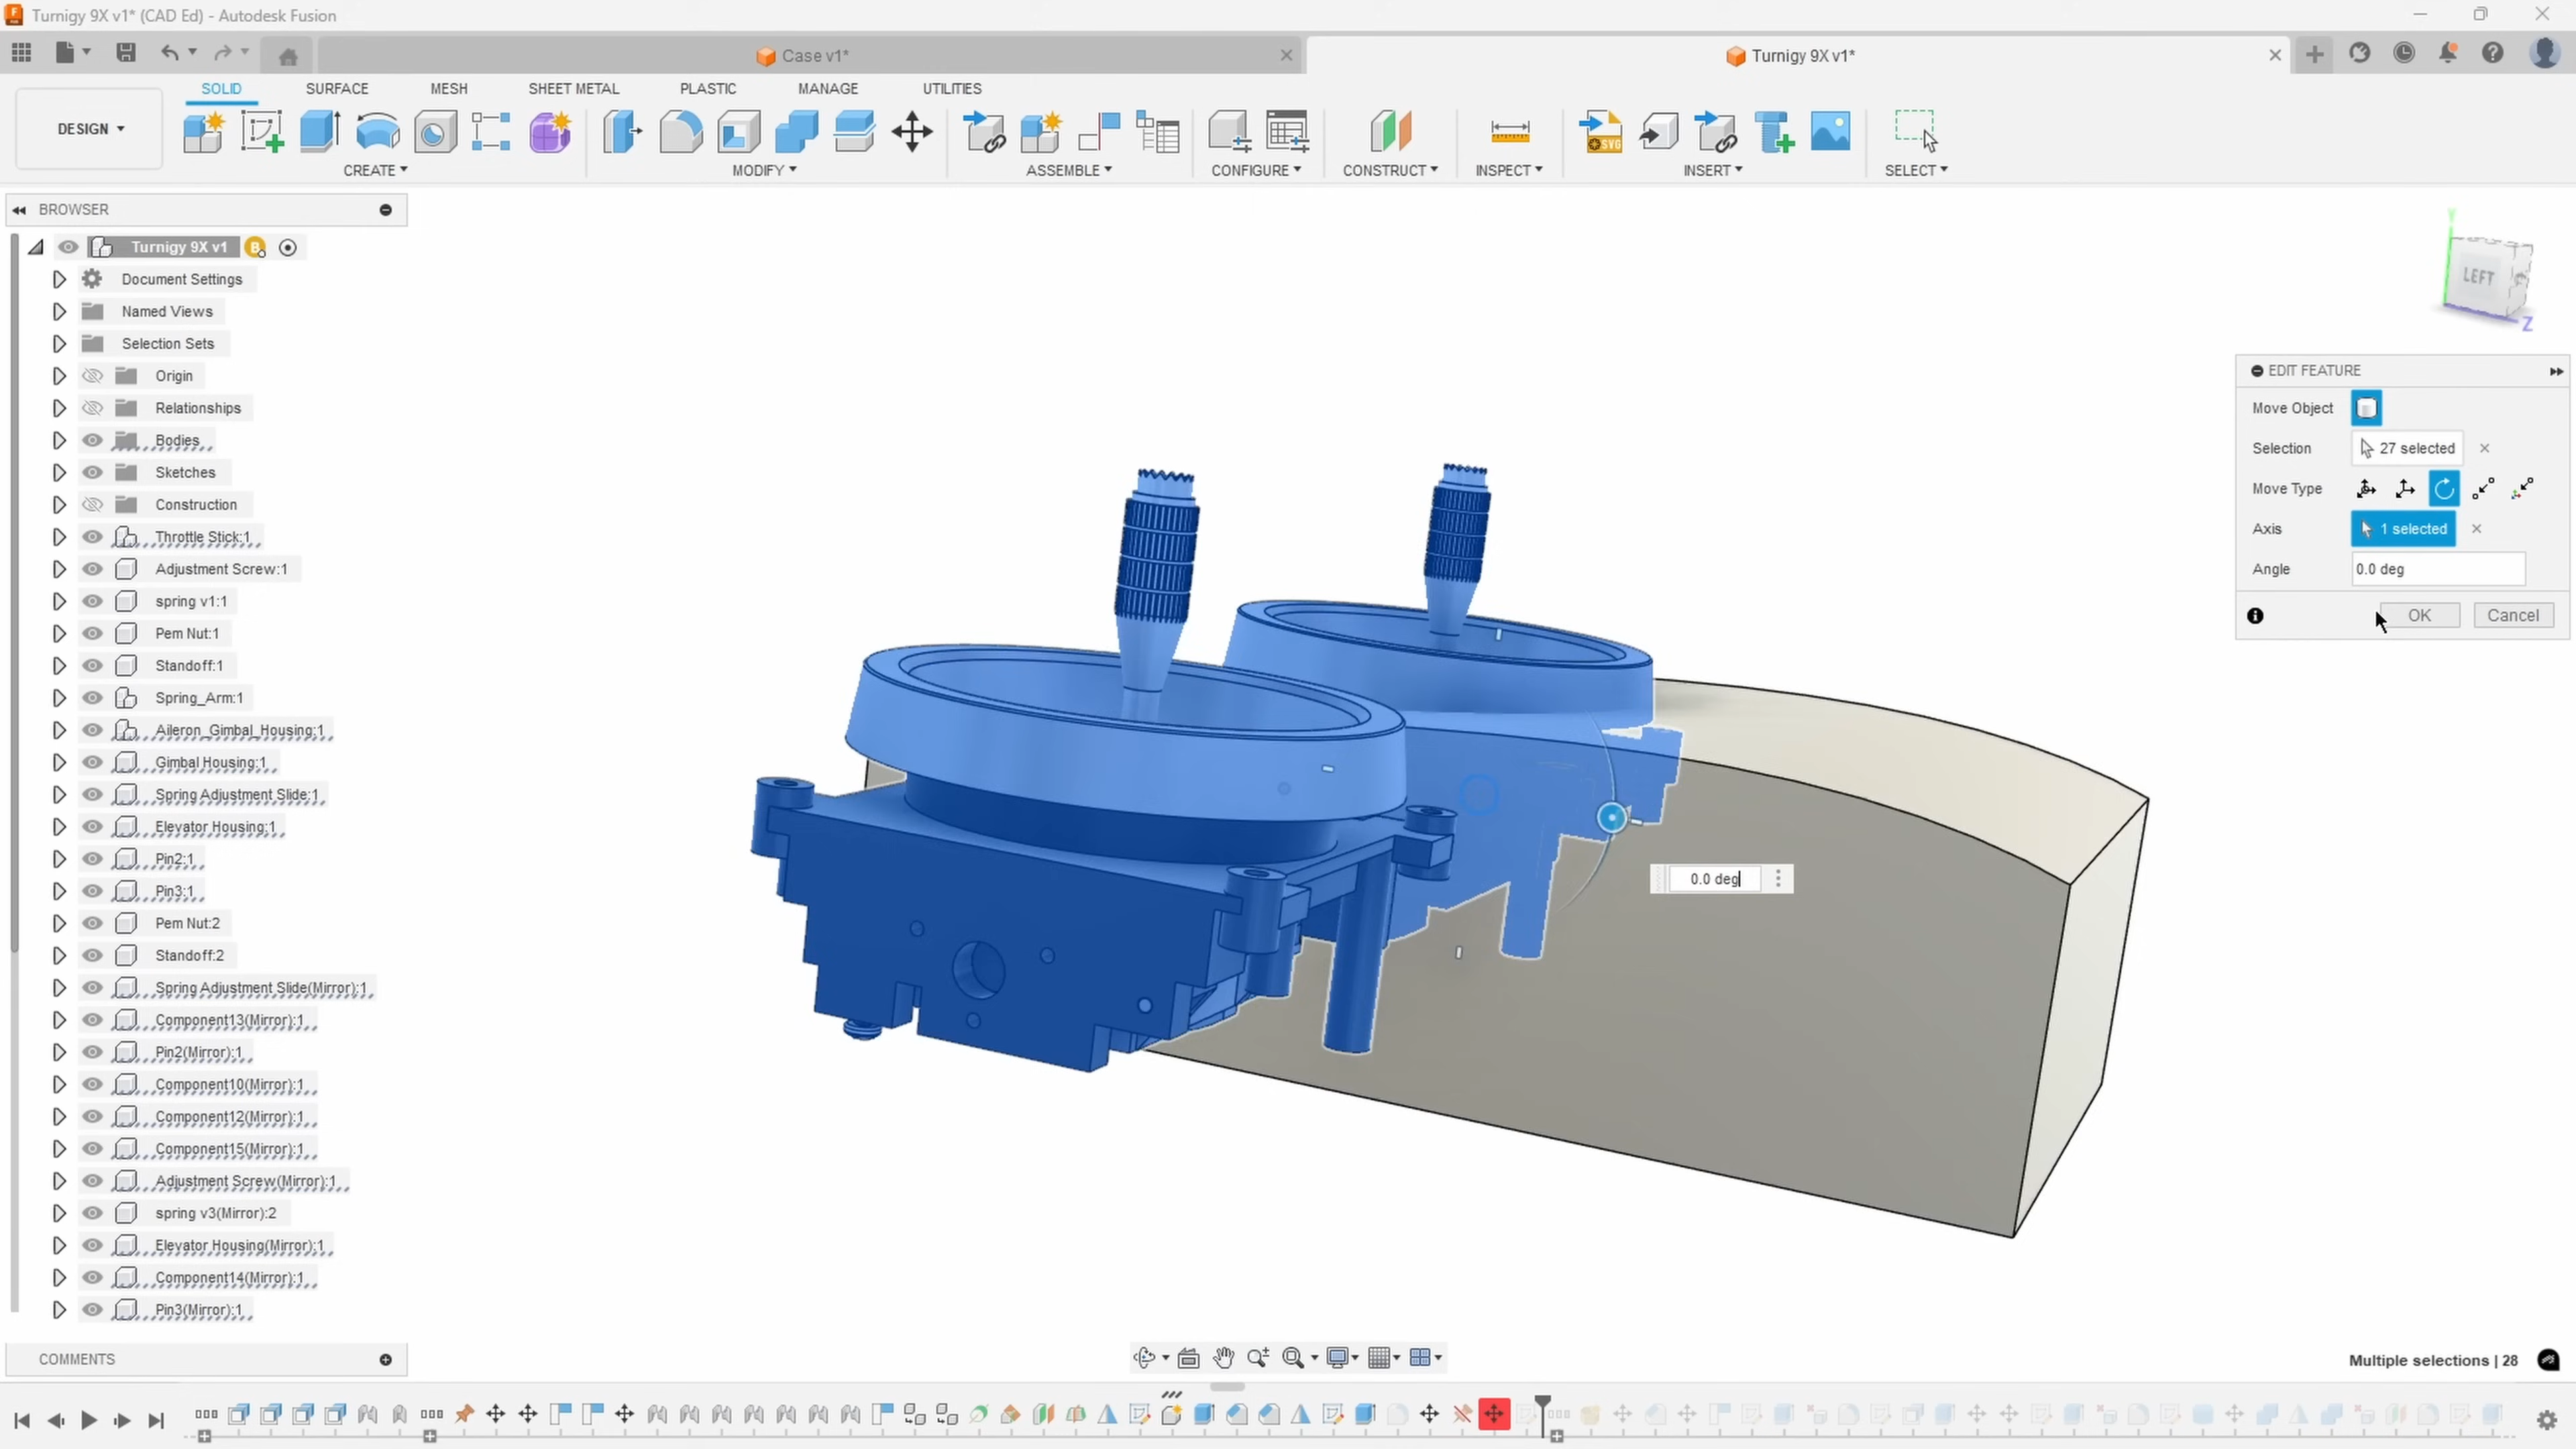 Turnigy 9X v1* (CAD Ed) - Autodesk Fusion
Case v1*
Turnigy 9X v1*
DESIGN
SOLID
SURFACE
MESH
SHEET METAL
PLASTIC
MANAGE
UTILITIES
SVG
CREATE
MODIFY
ASSEMBLE
CONFIGURE
CONSTRUCT
INSPECT
INSERT
SELECT
BROWSER
Turnigy 9X v1
B
Document Settings
Named Views
Selection Sets
Origin
Relationships
Bodies
Sketches
Construction
Throttle Stick:1
Adjustment Screw:1
spring v1:1
Pem Nut:1
Standoff:1
Spring_Arm:1
Aileron_Gimbal_Housing:1
Gimbal Housing:1
Spring Adjustment Slide:1
Elevator Housing:1
Pin2:1
Pin3:1
Pem Nut:2
Standoff:2
Spring Adjustment Slide(Mirror):1
Component13(Mirror):1
Pin2(Mirror):1
Component10(Mirror):1
Component12(Mirror):1
Component15(Mirror):1
Adjustment Screw(Mirror):1
spring v3(Mirror):2
Elevator Housing(Mirror):1
Component14(Mirror):1
Pin3(Mirror):1
COMMENTS
LEFT
Z
EDIT FEATURE
Move Object
Selection 27 selected
Move Type
Axis 1 selected
Angle 0.0 deg
OK Cancel
0.0 deg
Multiple selections | 28